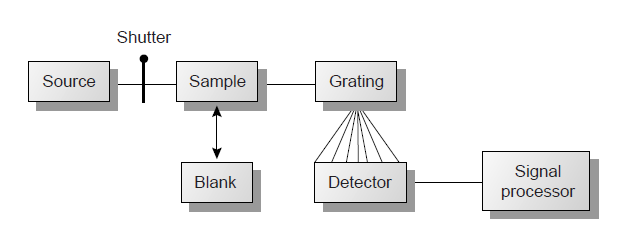 Shutter
Source
Sample
Grating
Blank
Detector
Signal
processor